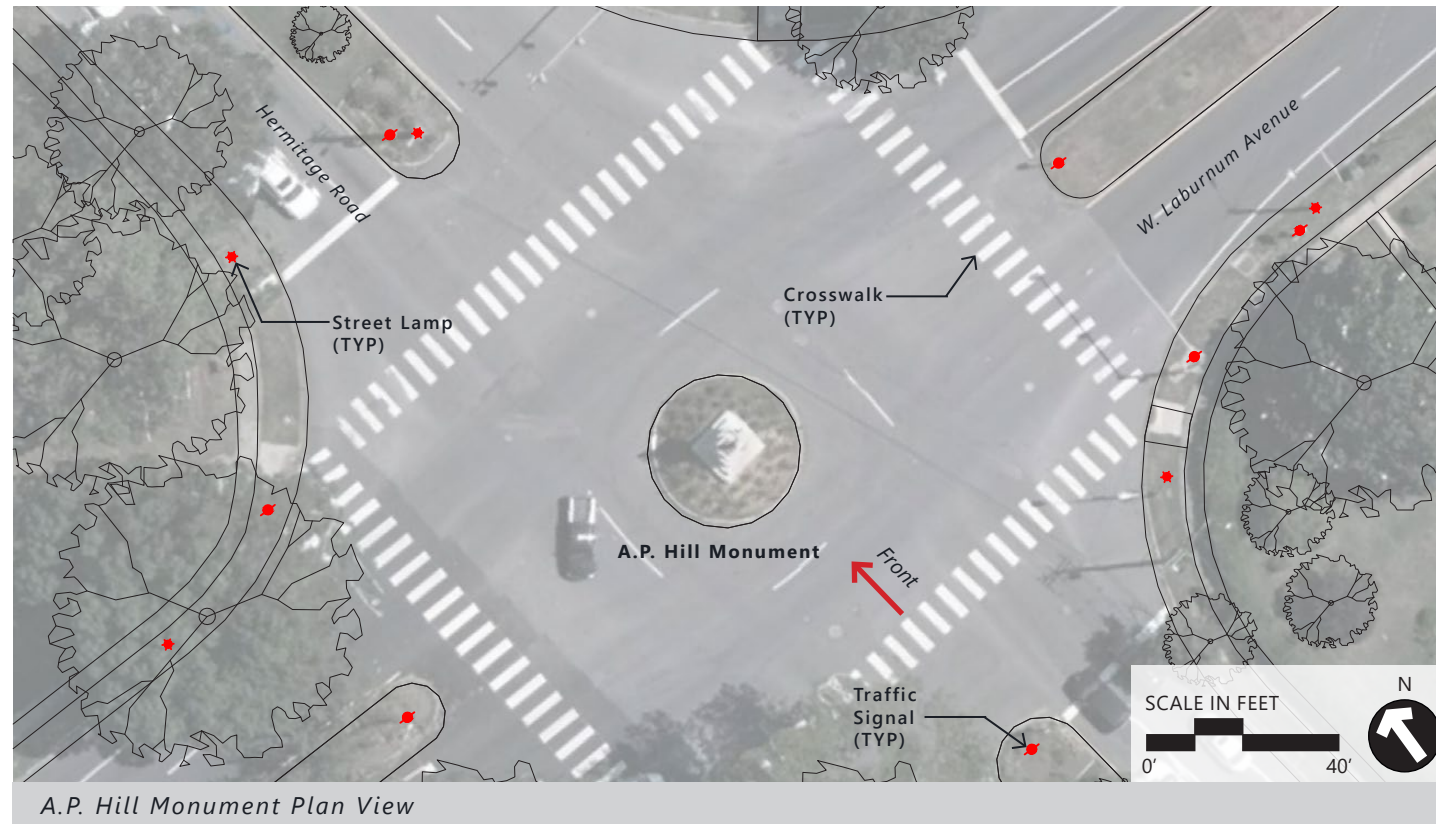 Hermitage Road
W. Laburnum Avenue
Crosswalk
(TYP)
Street Lamp
(TYP)
A.P. Hill Monument
Front
Traffic
Signal
(TYP)
N
SCALE IN FEET
0′
40′
A.P. Hill Monument Plan View